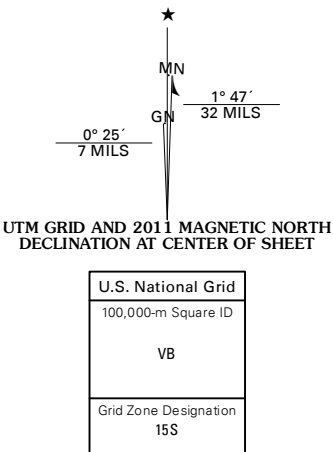 ★
MN
1° 47´
32 MILS
GN
0° 25´
7 MILS
UTM GRID AND 2011 MAGNETIC NORTH
DECLINATION AT CENTER OF SHEET
U.S. National Grid
100,000-m Square ID
VB
Grid Zone Designation
15S